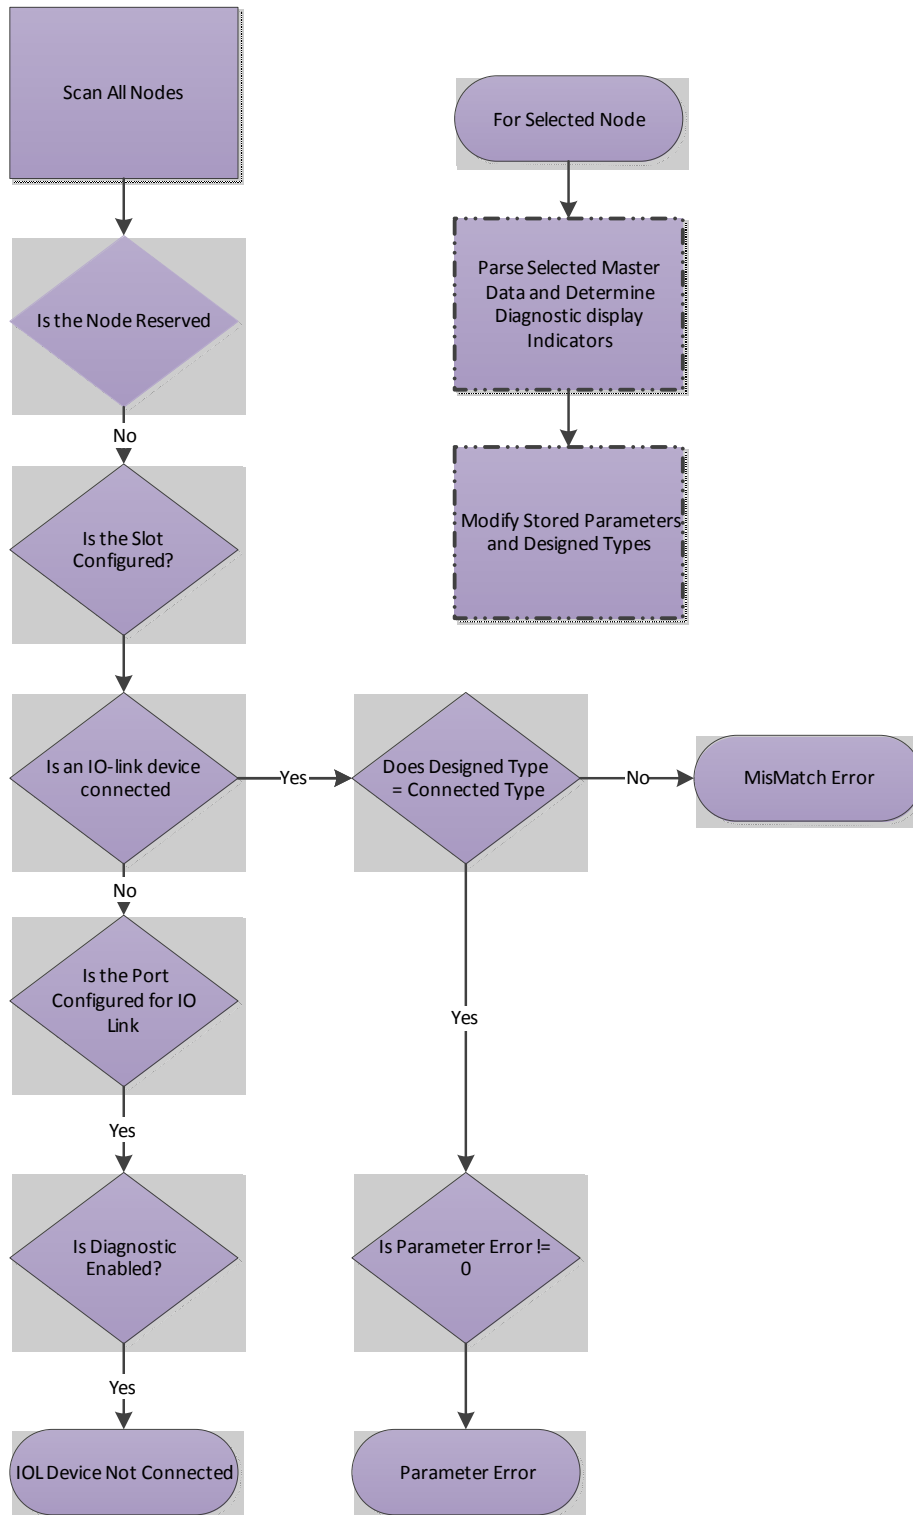 Scan All Nodes
For Selected Node
Is the Node Reserved
Parse Selected Master
Data and Determine
Diagnostic display
Indicators
No
Is the Slot
Configured?
Modify Stored Parameters
and Designed Types
Is an IO-link device
connected
Yes
Does Designed Type
= Connected Type
No
MisMatch Error
No
Is the Port
Configured for IO
Link
Yes
Yes
Is Diagnostic
Enabled?
Is Parameter Error !=
0
Yes
IOL Device Not Connected
Parameter Error